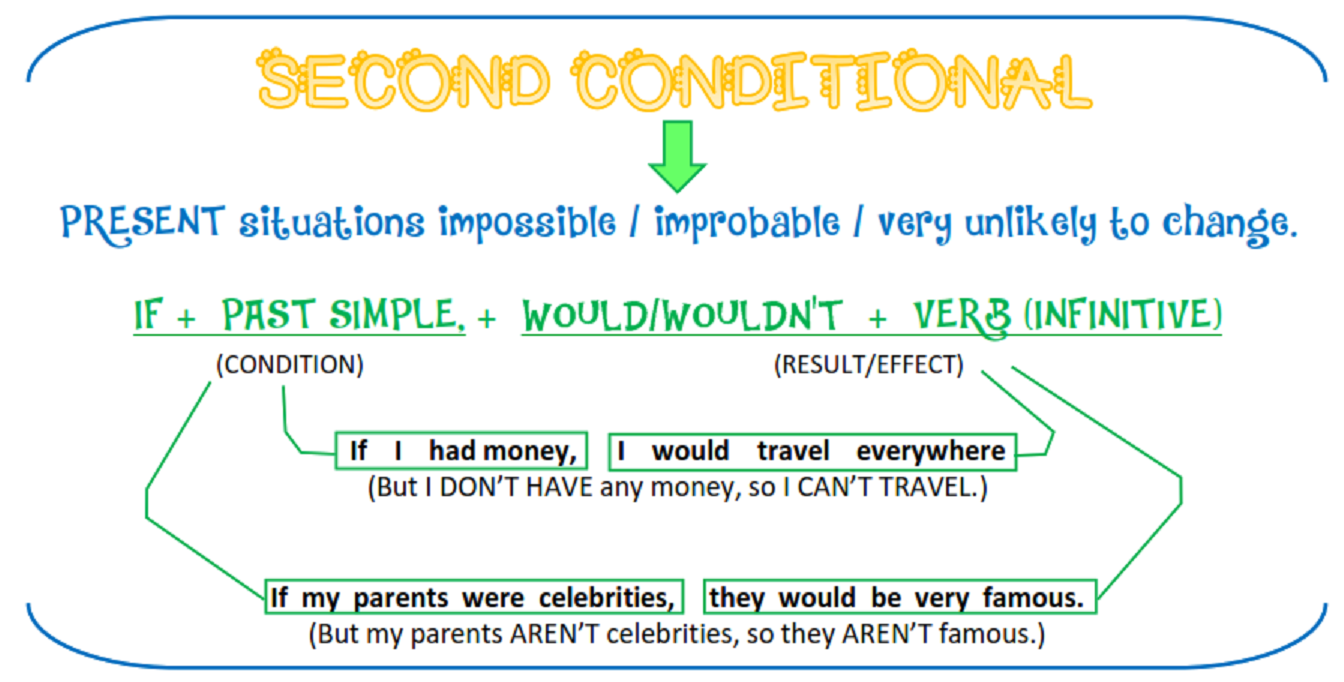 SECOND CONDITIONAL
PRESENT situations impossible / improbable / very unlikely to change.
IF + PAST SIMPLE, + WOULD/WOULDN'T + VERB (INFINITIVE)
(CONDITION) (RESULT/EFFECT)
If I had money, I would travel everywhere
(But I DON'T HAVE any money, so I CAN'T TRAVEL.)
If my parents were celebrities, they would be very famous.
(But my parents AREN'T celebrities, so they AREN'T famous.)